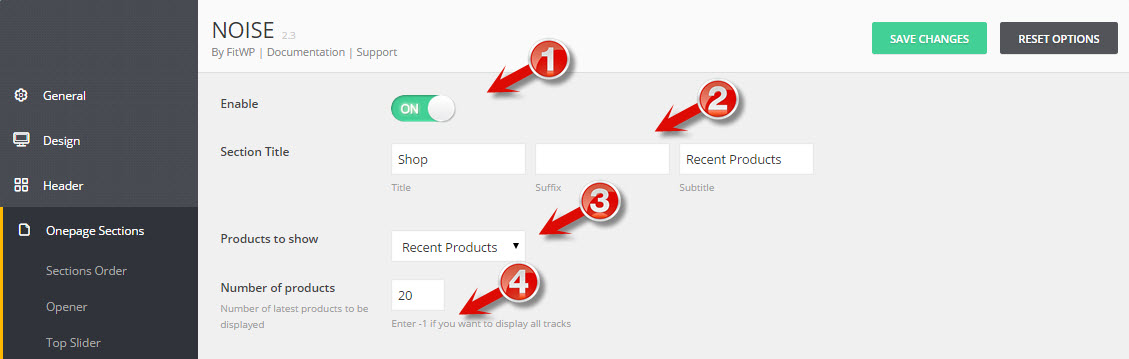 NOISE 2.3
By FitWP | Documentation | Support
SAVE CHANGES
RESET OPTIONS
General
Design
Header
Onepage Sections
Sections Order
Opener
Top Slider
Enable
ON
1
Section Title
Shop
Recent Products
Title
Suffix
Subtitle
2
Products to show
Recent Products
3
Number of products
Number of latest products to be
displayed
20
Enter -1 if you want to display all tracks
4